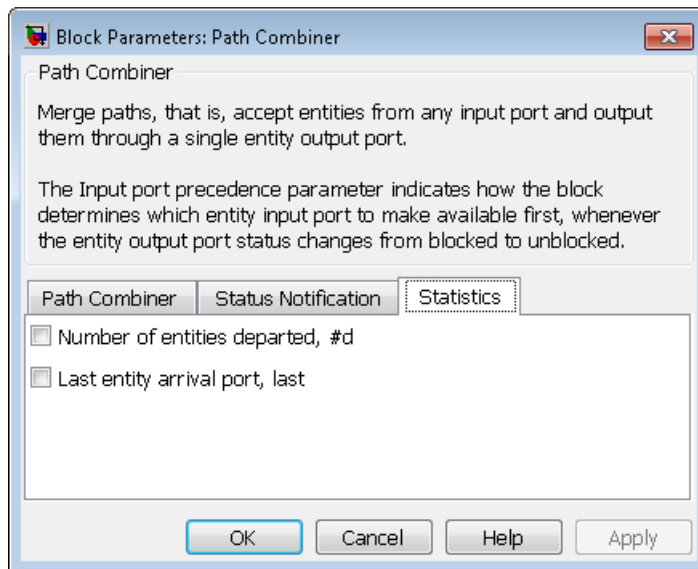 Block Parameters: Path Combiner
Path Combiner
Merge paths, that is, accept entities from any input port and output
them through a single entity output port.
The Input port precedence parameter indicates how the block
determines which entity input port to make available first, whenever
the entity output port status changes from blocked to unblocked.
Path Combiner Status Notification Statistics
Number of entities departed, #d
Last entity arrival port, last
OK Cancel Help Apply